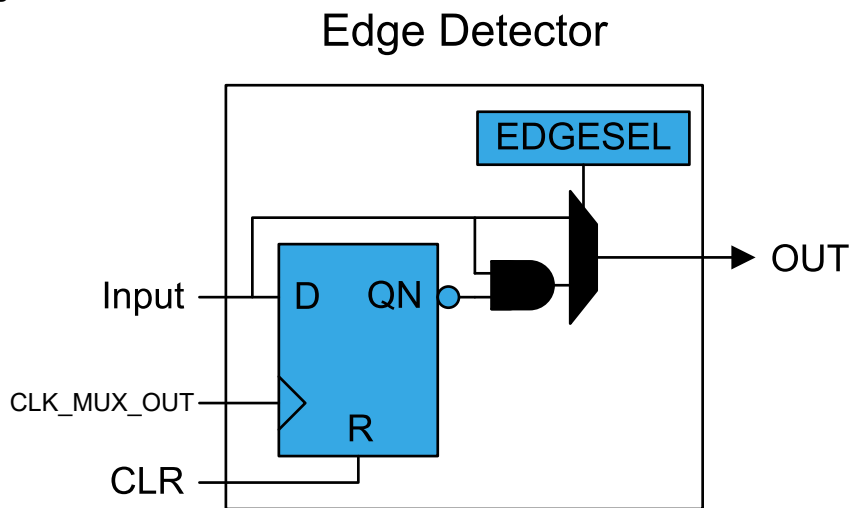 Edge Detector
EDGESEL
OUT
Input
D
QN
CLK_MUX_OUT
R
CLR